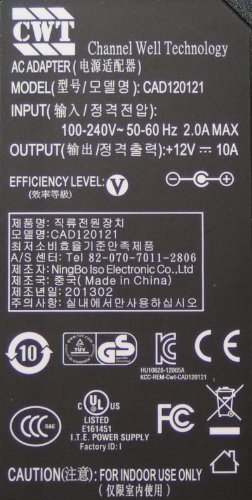 CWT Channel Well Technology
AC ADAPTER (电源适配器)
MODEL(型号/모델명): CAD120121
INPUT(输入/정격전압):
100-240V~ 50-60 Hz 2.0A MAX
OUTPUT(输出/정격출력):+12V⎓10A
EFFICIENCY LEVEL: V
(效率等級)
제품명: 직류전원장치
모델명:CAD120121
최저소비효율기준만족제품
A/S 센터: Tel 82-070-7011-2806
제조자: NingBo Iso Electronic Co.,Ltd
제조국: 중국( Made in China)
제조년월: 201302
주의사항: 실내에서만 사용하십시오
10
TÜV
GS
HU10628-12005A
KCC-REM-Cwt-CAD120121
CCC
S&E
c UL us
LISTED
E161451
I.T.E. POWER SUPPLY
Factory ID: I
FC
CAUTION(注意): FOR INDOOR USE ONLY
(仅限室内使用)